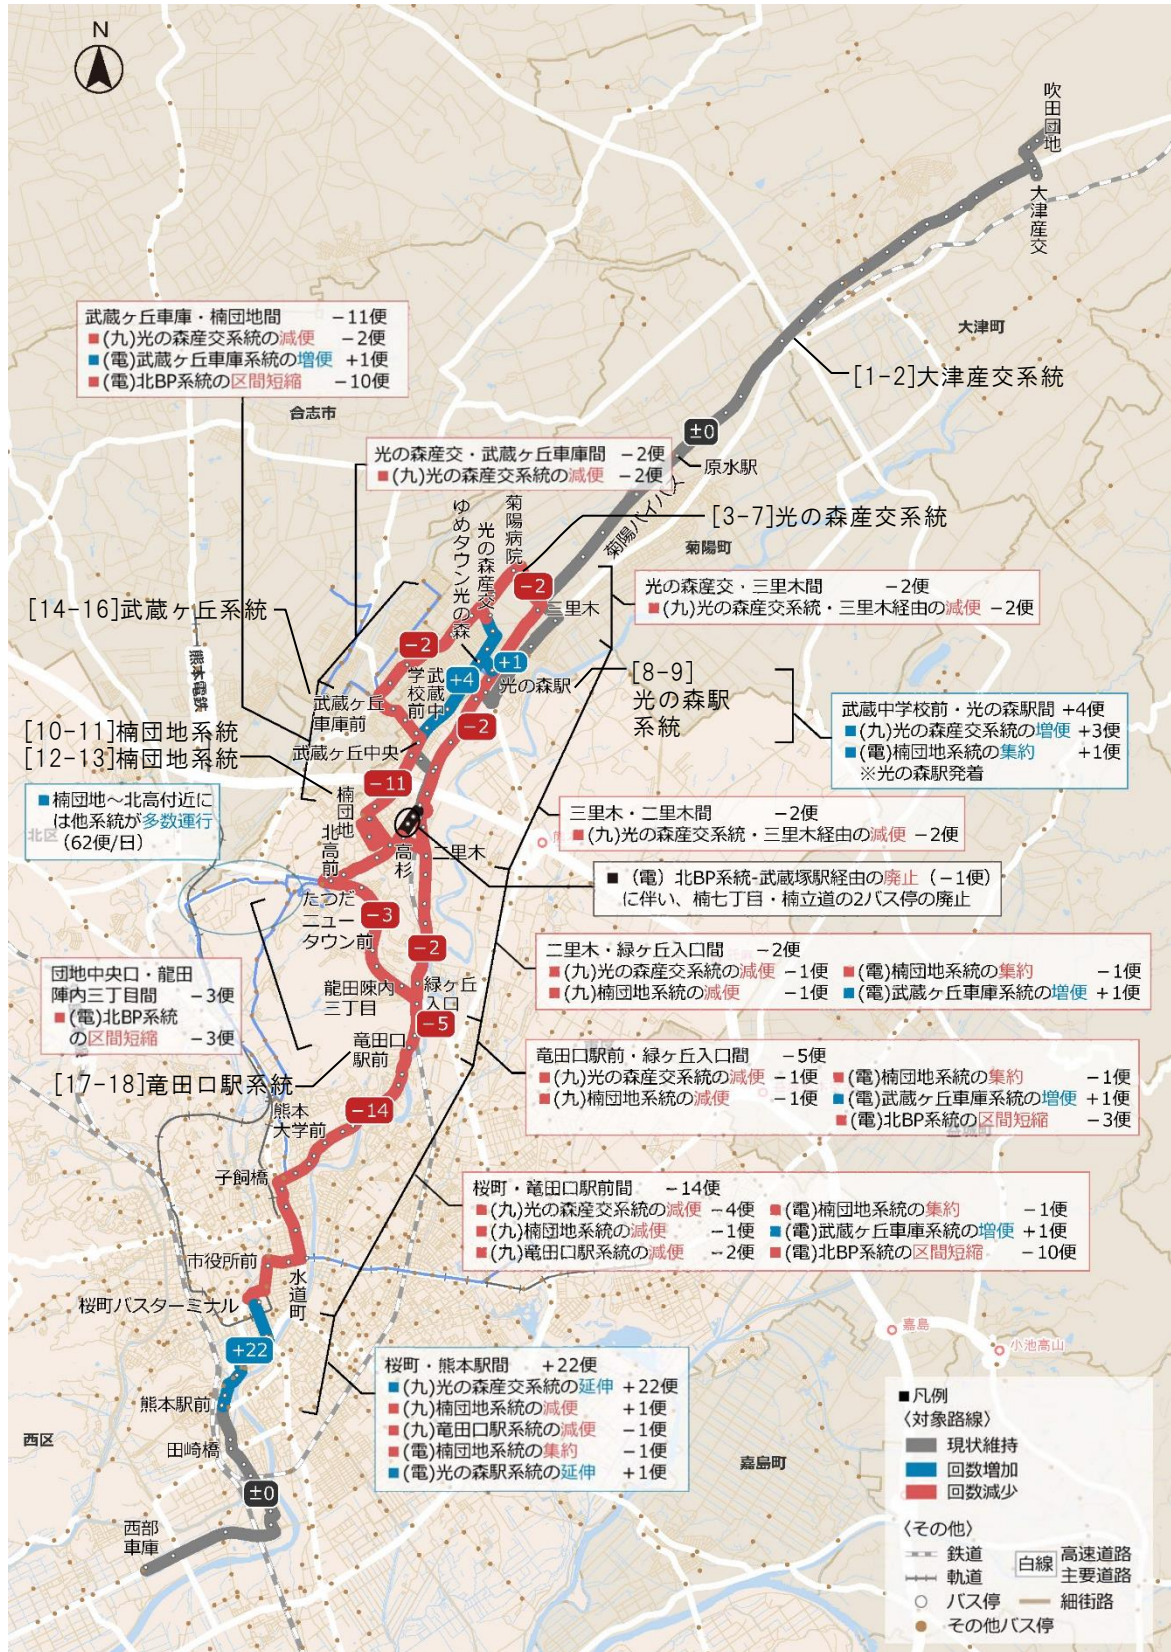 N
吹田団地
大津産交
大津町
[1-2]大津産交系統
武蔵ヶ丘車庫・楠団地間 －11便
■(九)光の森産交系統の減便 －2便
■(電)武蔵ヶ丘車庫系統の増便 +1便
■(電)北BP系統の区間短縮 －10便
合志市
±0
原水駅
光の森産交・武蔵ヶ丘車庫間 －2便
■(九)光の森産交系統の減便 －2便
菊陽バイパス
[3-7]光の森産交系統
菊陽町
菊陽病院
光の森産交
ゆめタウン光の森
-2
三里木
光の森産交・三里木間 －2便
■(九)光の森産交系統・三里木経由の減便 －2便
[14-16]武蔵ヶ丘系統
熊本電鉄
-2
+4
+1
光の森駅
[8-9]
光の森駅
系統
武蔵中
学校前
武蔵ヶ丘
車庫前
-2
武蔵中学校前・光の森駅間 +4便
■(九)光の森産交系統の増便 +3便
■(電)楠団地系統の集約 +1便
※光の森駅発着
[10-11]楠団地系統
[12-13]楠団地系統
武蔵ヶ丘中央
-11
■楠団地～北高付近に
は他系統が多数運行
（62便/日）
北区
楠団地
北高前
高杉
二里木
三里木・二里木間 －2便
■(九)光の森産交系統・三里木経由の減便 －2便
■（電）北BP系統-武蔵塚駅経由の廃止（－1便）
に伴い、楠七丁目・楠立道の2バス停の廃止
たつだ
ニュー
タウン前
-3
-2
二里木・緑ヶ丘入口間 －2便
■(九)光の森産交系統の減便 －1便 ■(電)楠団地系統の集約 －1便
■(九)楠団地系統の減便 －1便 ■(電)武蔵ヶ丘車庫系統の増便 +1便
団地中央口・龍田
陣内三丁目間 －3便
■(電)北BP系統
の区間短縮 －3便
龍田陳内
三丁目
緑ヶ丘
入口
-5
竜田口
駅前
[17-18]竜田口駅系統
竜田口駅前・緑ヶ丘入口間 －5便
■(九)光の森産交系統の減便 －1便 ■(電)楠団地系統の集約 －1便
■(九)楠団地系統の減便 －1便 ■(電)武蔵ヶ丘車庫系統の増便 +1便
■(電)北BP系統の区間短縮 －3便
益城町
-14
熊本
大学前
子飼橋
桜町・竜田口駅前間 －14便
■(九)光の森産交系統の減便 －4便 ■(電)楠団地系統の集約 －1便
■(九)楠団地系統の減便 －1便 ■(電)武蔵ヶ丘車庫系統の増便 +1便
■(九)竜田口駅系統の減便 －2便 ■(電)北BP系統の区間短縮 －10便
市役所前
水道町
桜町バスターミナル
+22
嘉島
小池高山
桜町・熊本駅間 +22便
■(九)光の森産交系統の延伸 +22便
■(九)楠団地系統の減便 +1便
■(九)竜田口駅系統の減便 －1便
■(電)楠団地系統の集約 －1便
■(電)光の森駅系統の延伸 +1便
熊本駅前
田崎橋
西区
嘉島町
±0
西部
車庫
■凡例
〈対象路線〉
現状維持
回数増加
回数減少
〈その他〉
鉄道
軌道
バス停
その他バス停
白線
高速道路
主要道路
細街路